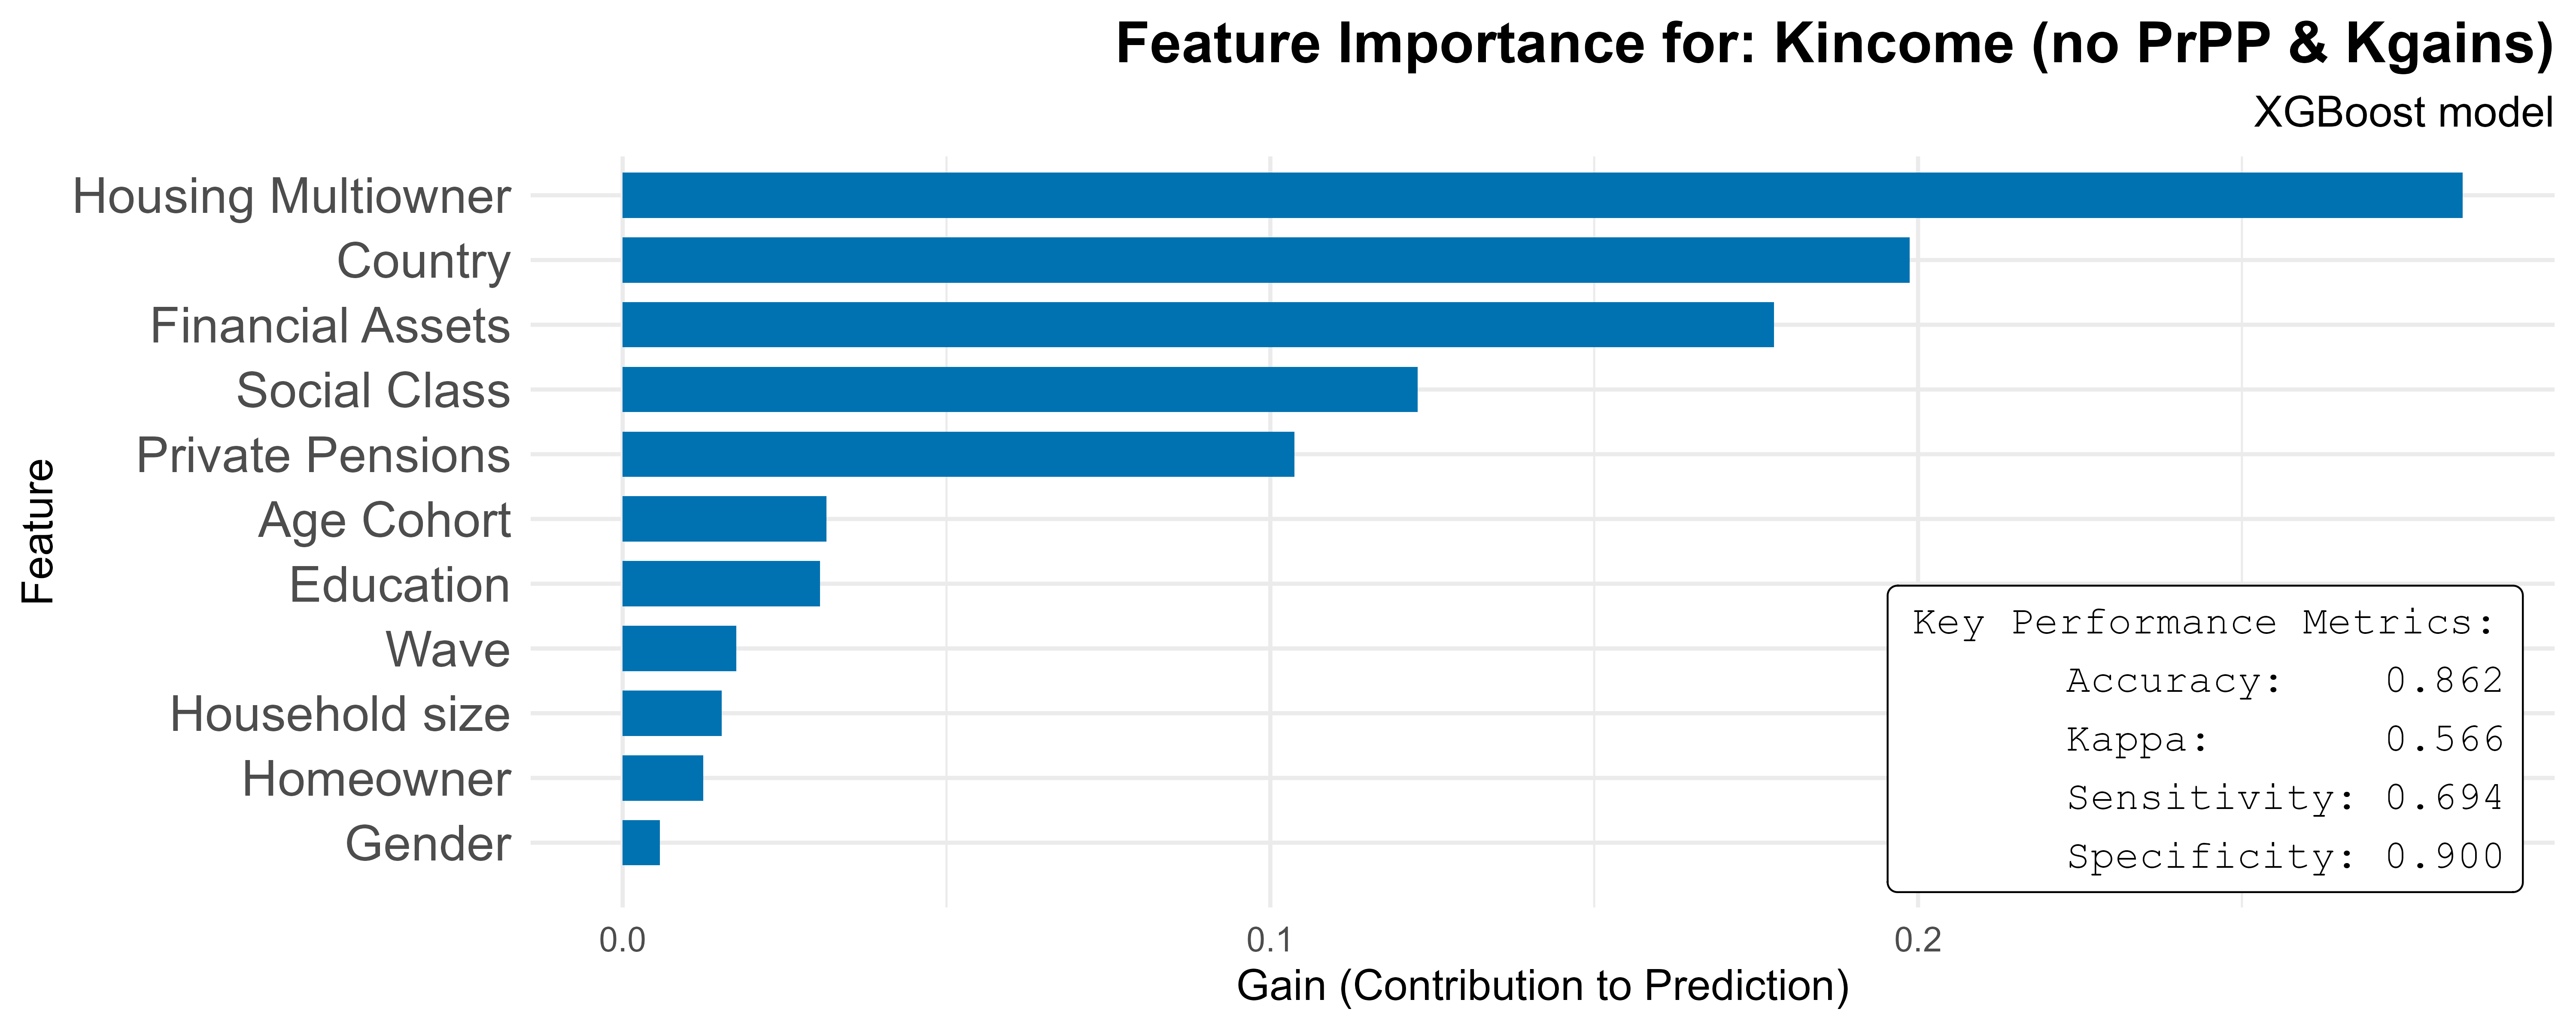 Feature Importance for: Kincome (no PrPP & Kgains)
XGBoost model
Feature
Housing Multiowner
Country
Financial Assets
Social Class
Private Pensions
Age Cohort
Education
Wave
Household size
Homeowner
Gender
Key Performance Metrics:
Accuracy: 0.862
Kappa: 0.566
Sensitivity: 0.694
Specificity: 0.900
0.0 0.1 0.2
Gain (Contribution to Prediction)